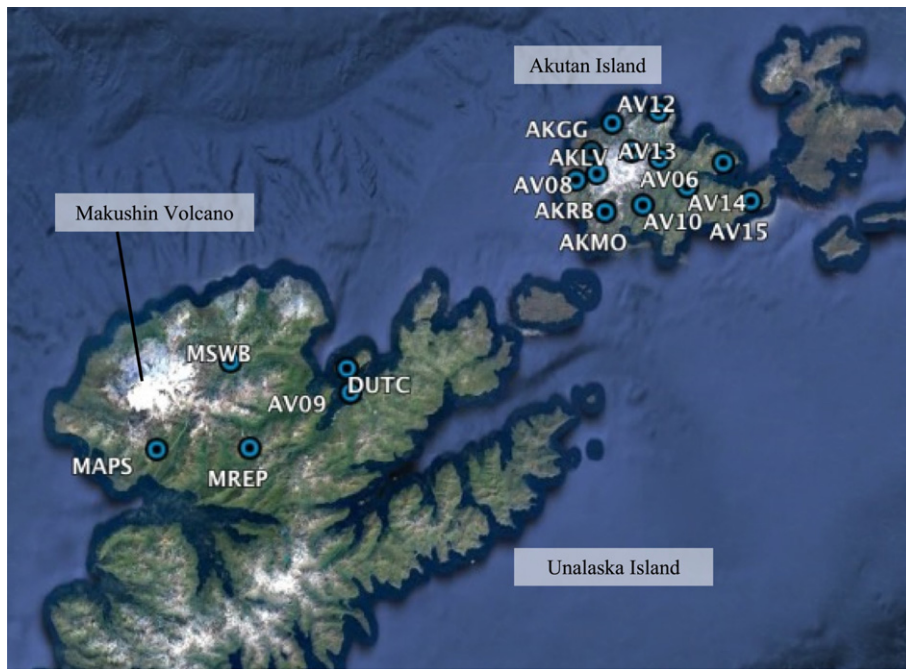 Akutan Island
AV12
AKGG
AKLV
AV13
AV08
AV06
AKRB
AV14
AV10
AV15
AKMO
Makushin Volcano
MSWB
DUTC
AV09
MAPS
MREP
Unalaska Island